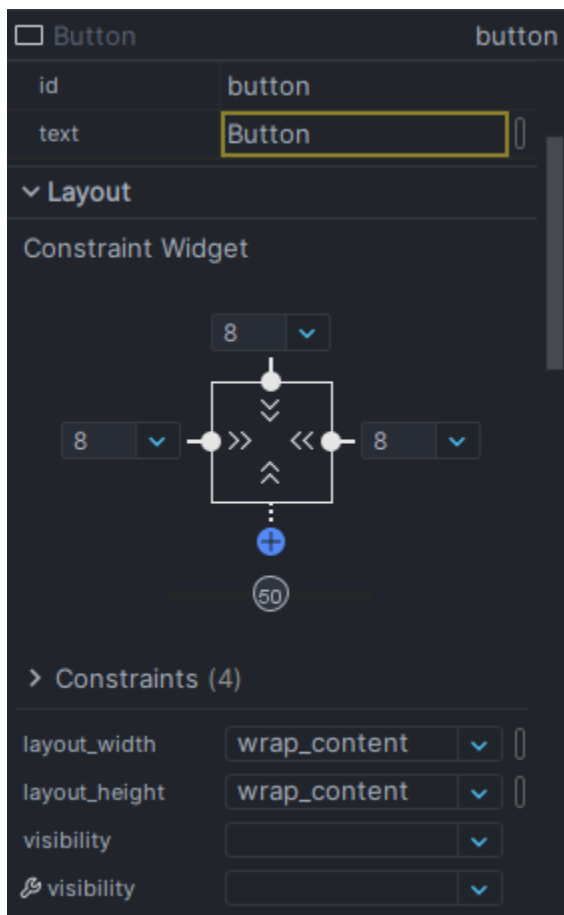 Button button
id button
text Button
Layout
Constraint Widget
8
8 8
50
Constraints (4)
layout_width wrap_content
layout_height wrap_content
visibility
visibility